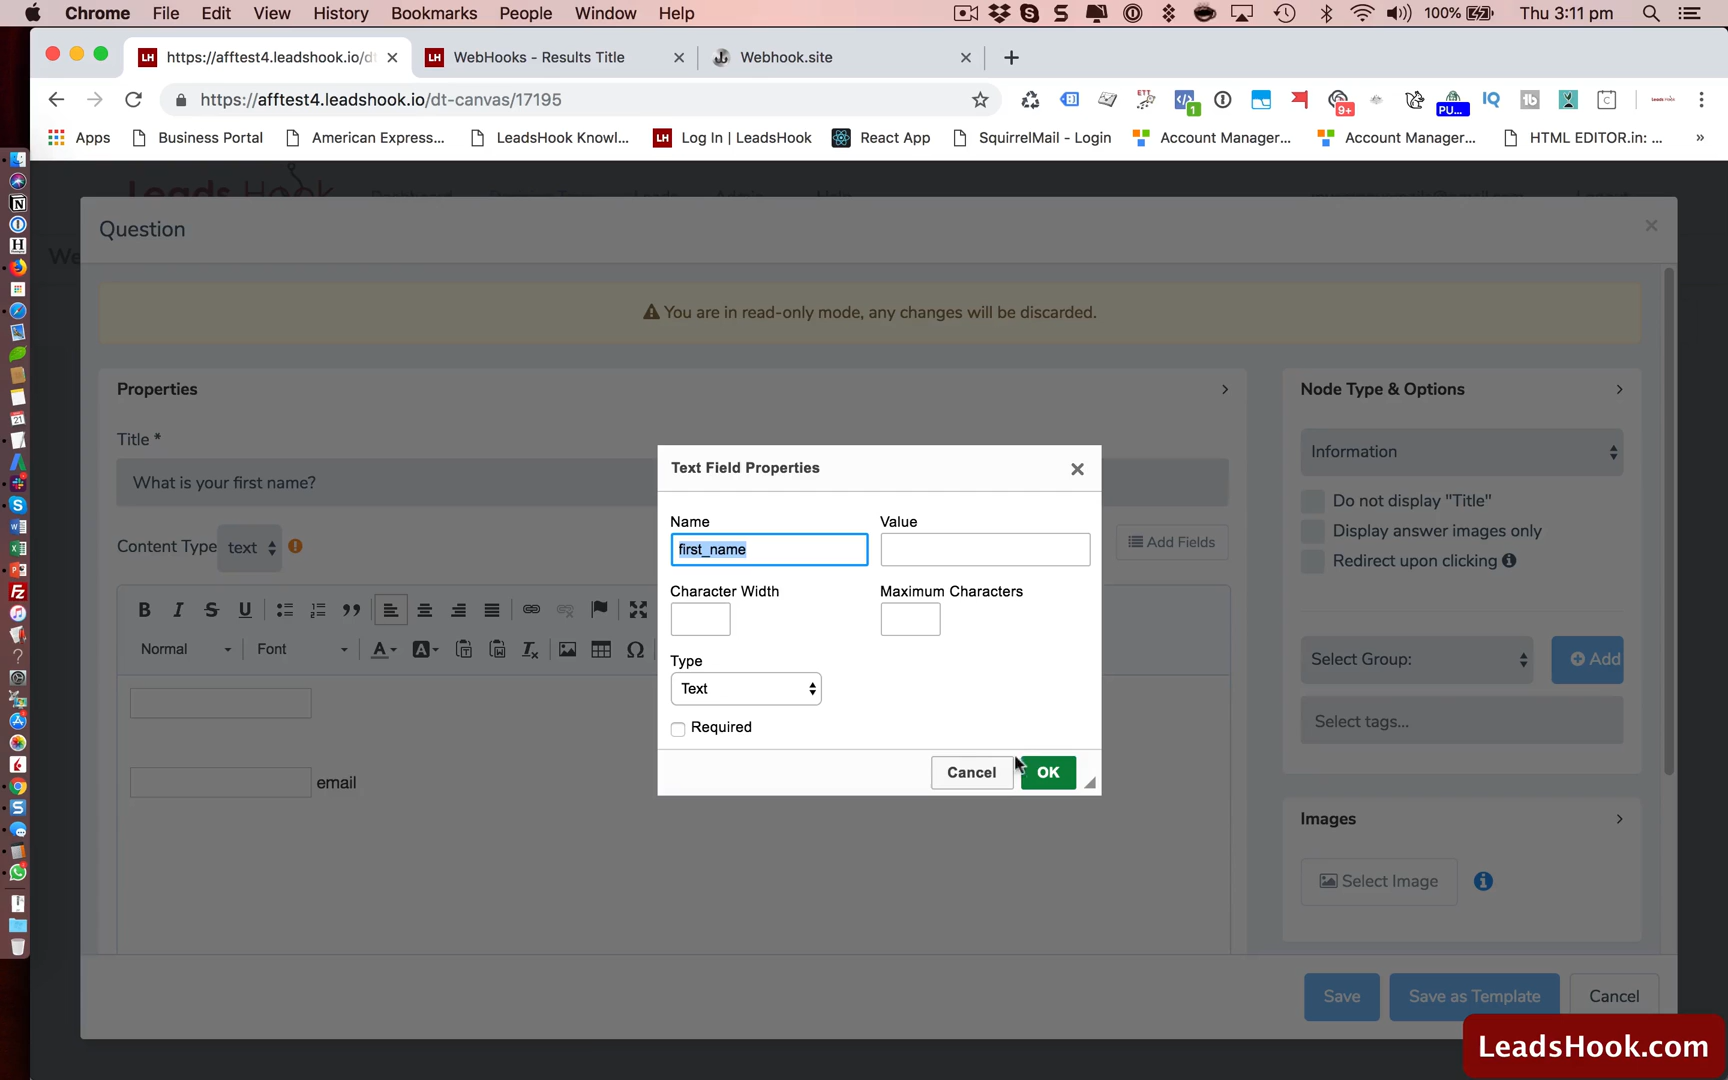 Chrome File Edit View History Bookmarks People Window Help 100% Thu 3:11 pm
https://afftest4.leadshook.io/dt WebHooks - Results Title Webhook.site
https://afftest4.leadshook.io/dt-canvas/17195
Apps Business Portal American Express... LeadsHook Knowl... Log In | LeadsHook React App SquirrelMail - Login Account Manager... Account Manager... HTML EDITOR.in: ... »
Leads Hook
Question
You are in read-only mode, any changes will be discarded.
Properties
Node Type & Options
Title *
What is your first name?
Information
Content Type text
Add Fields
Do not display "Title"
Display answer images only
Redirect upon clicking
Normal Font
Select Group: Add
Select tags...
email
Images
Select Image
Text Field Properties
Name Value
first_name
Character Width Maximum Characters
Type
Text
Required
Cancel OK
Save Save as Template Cancel
LeadsHook.com